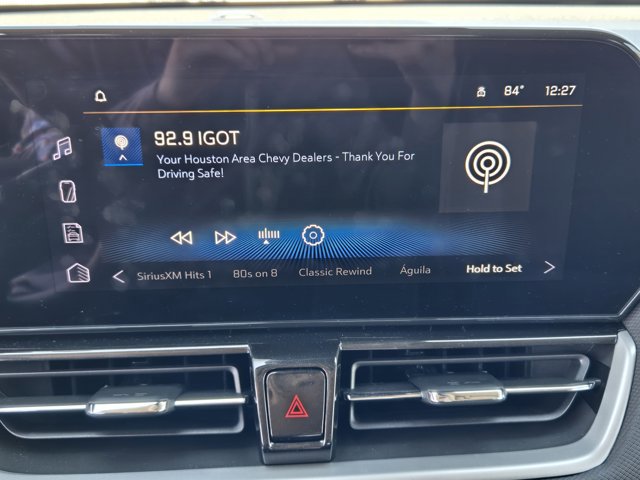 84° 12:27
92.9 IGOT
Your Houston Area Chevy Dealers - Thank You For
Driving Safe!
SiriusXM Hits 1 80s on 8 Classic Rewind Águila Hold to Set